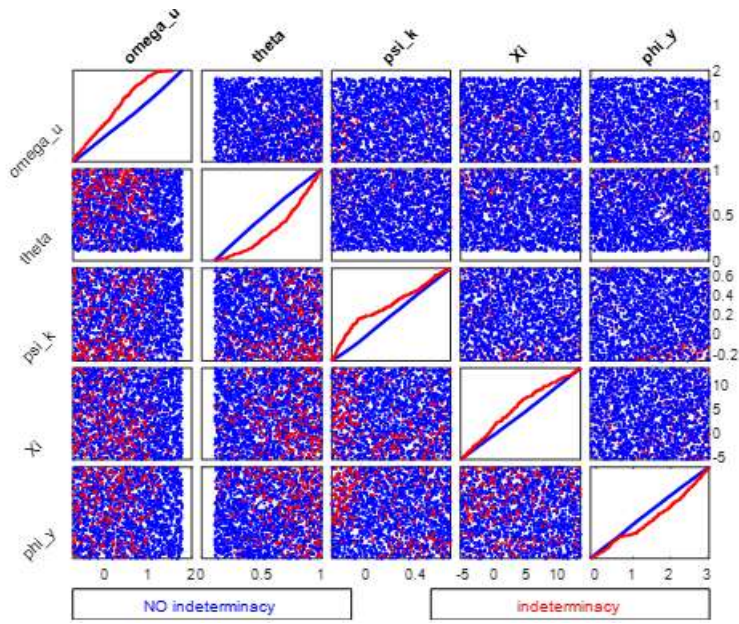 omega_u theta psi_k Xi phi_y
omega_u
2
1
0
theta
1
0.5
0
psi_k
0.6
0.4
0.2
0
-0.2
Xi
10
5
0
-5
phi_y
0 1 2 0 0.5 1 0 0.4 -5 0 5 10 0 1 2 3
NO indeterminacy indeterminacy